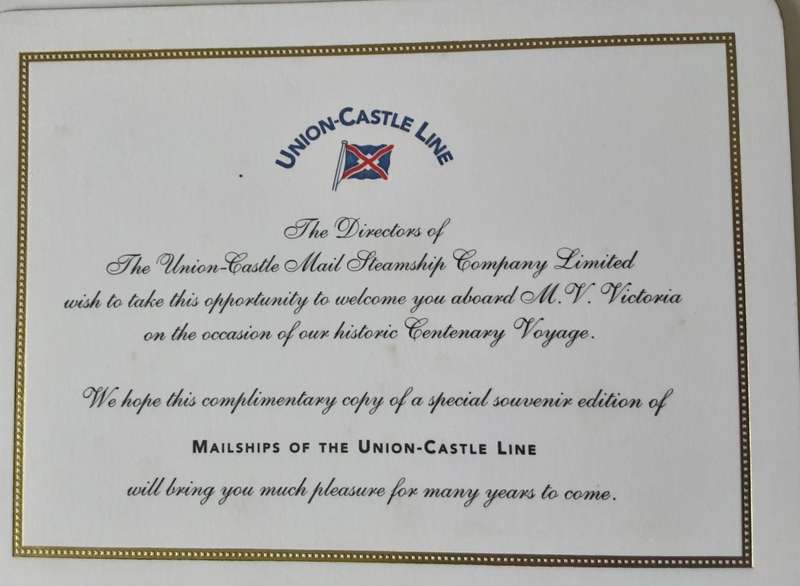 UNION-CASTLE LINE
The Directors of
The Union-Castle Mail Steamship Company Limited
wish to take this opportunity to welcome you aboard M.V. Victoria
on the occasion of our historic Centenary Voyage.
We hope this complimentary copy of a special souvenir edition of
MAILSHIPS OF THE UNION-CASTLE LINE
will bring you much pleasure for many years to come.